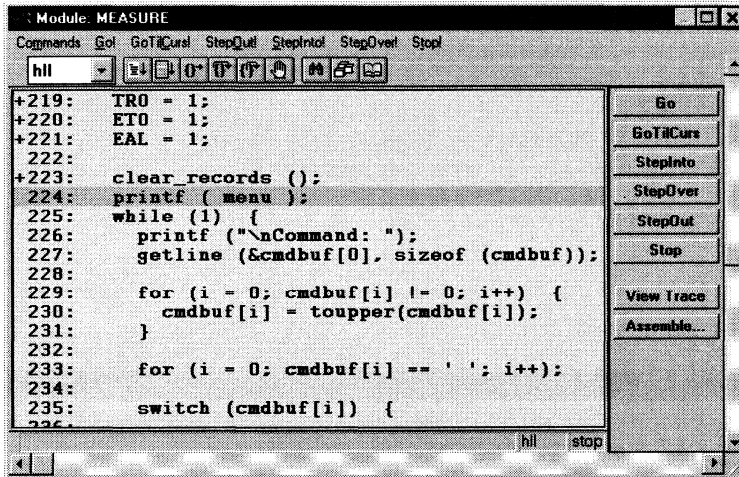 Module: MEASURE
Commands Go! GoTilCurs! StepOut! StepInto! StepOver! Stop!
hll
+219: TR0 = 1;
+220: ET0 = 1;
+221: EAL = 1;
222:
+223: clear_records ();
224: printf ( menu );
225: while (1) {
226: printf ("\nCommand: ");
227: getline (&cmdbuf[0], sizeof (cmdbuf));
228:
229: for (i = 0; cmdbuf[i] != 0; i++) {
230: cmdbuf[i] = toupper(cmdbuf[i]);
231: }
232:
233: for (i = 0; cmdbuf[i] == ' '; i++);
234:
235: switch (cmdbuf[i]) {
Go
GoTilCurs
StepInto
StepOver
StepOut
Stop
View Trace
Assemble...
hll stop